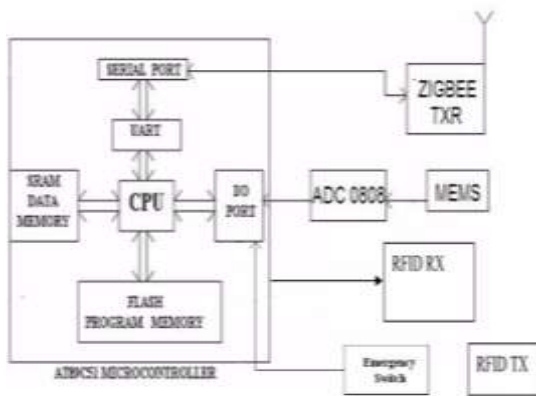 SERIAL PORT
ZIGBEE
TXR
UART
SRAM
DATA
MEMORY
CPU
I/O
PORT
ADC 0808
MEMS
RFID RX
FLASH
PROGRAM MEMORY
AT89C51 MICROCONTROLLER
Emergency
Switch
RFID TX